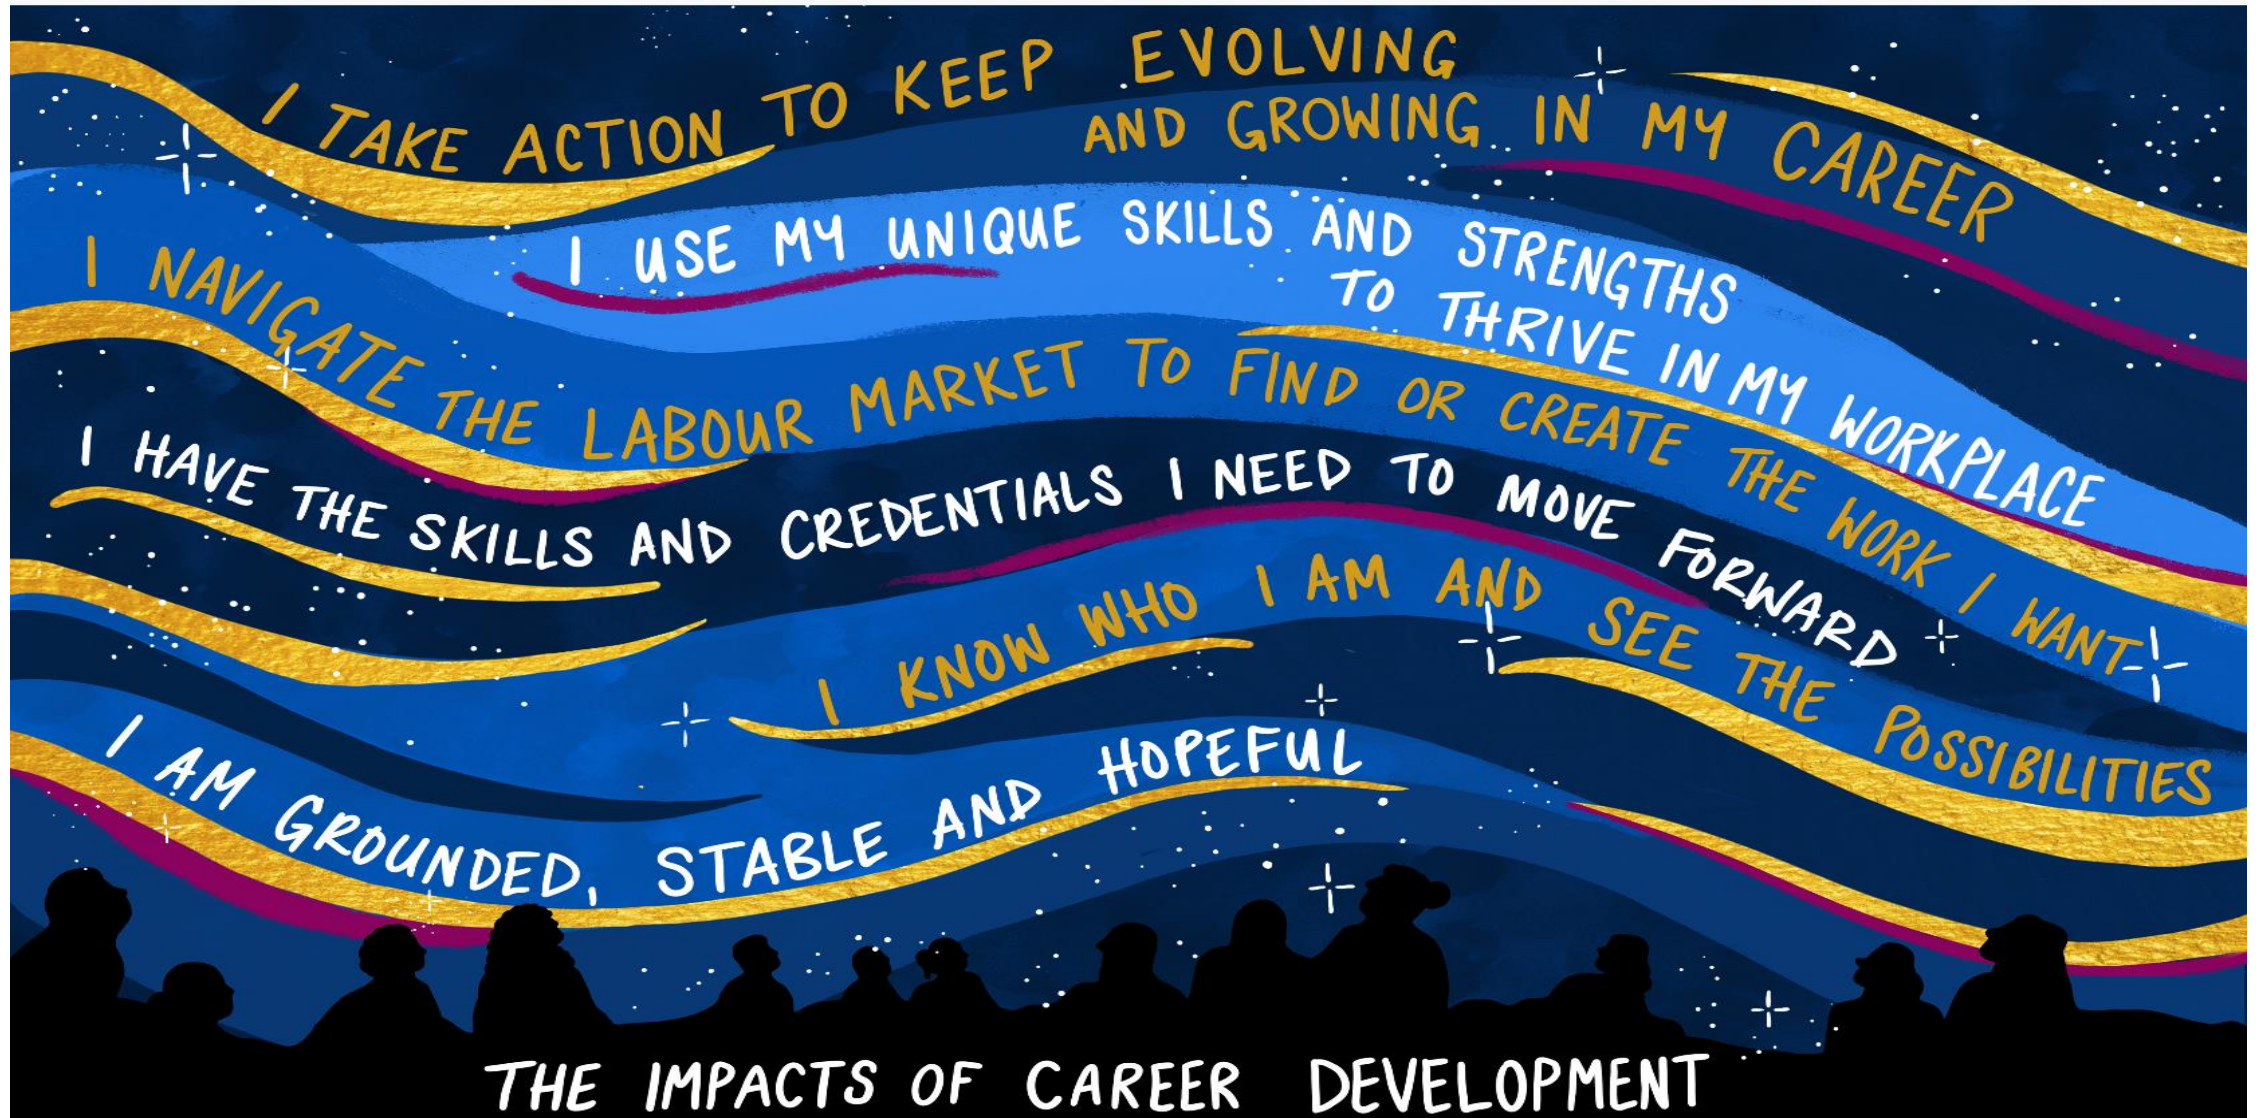 I TAKE ACTION TO KEEP EVOLVING
AND GROWING IN MY CAREER
I USE MY UNIQUE SKILLS AND STRENGTHS
TO THRIVE IN MY WORKPLACE
I NAVIGATE THE LABOUR MARKET TO FIND OR CREATE THE WORK I WANT
I HAVE THE SKILLS AND CREDENTIALS I NEED TO MOVE FORWARD
I KNOW WHO I AM AND SEE THE POSSIBILITIES
I AM GROUNDED, STABLE AND HOPEFUL
THE IMPACTS OF CAREER DEVELOPMENT